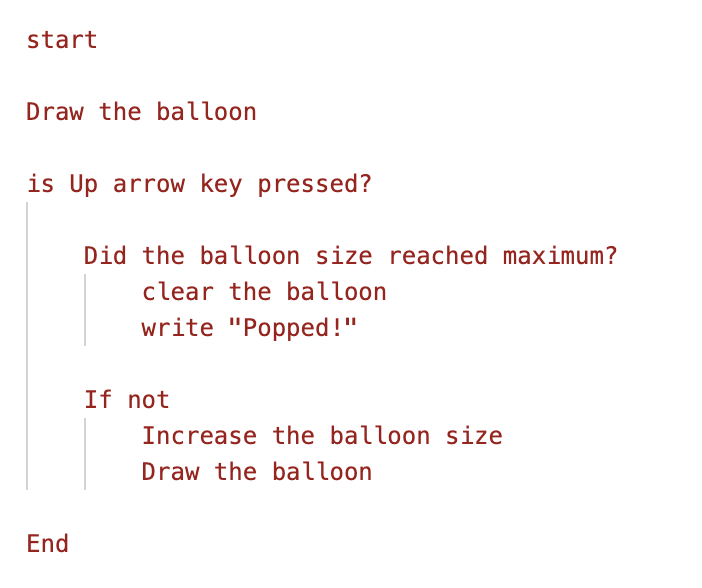 start
Draw the balloon
is Up arrow key pressed?
Did the balloon size reached maximum?
clear the balloon
write "Popped!"
If not
Increase the balloon size
Draw the balloon
End